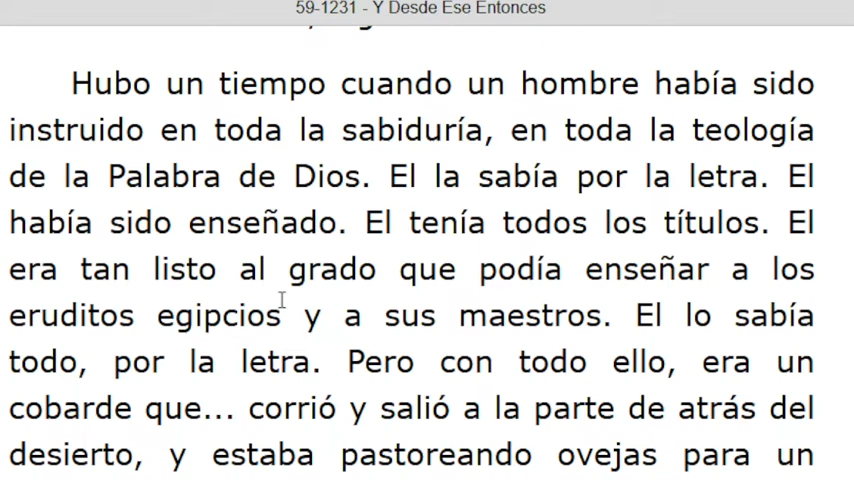 59-1231 - Y Desde Ese Entonces
Hubo un tiempo cuando un hombre había sido
instruido en toda la sabiduría, en toda la teología
de la Palabra de Dios. El la sabía por la letra. El
había sido enseñado. El tenía todos los títulos. El
era tan listo al grado que podía enseñar a los
eruditos egipcios y a sus maestros. El lo sabía
todo, por la letra. Pero con todo ello, era un
cobarde que... corrió y salió a la parte de atrás del
desierto, y estaba pastoreando ovejas para un